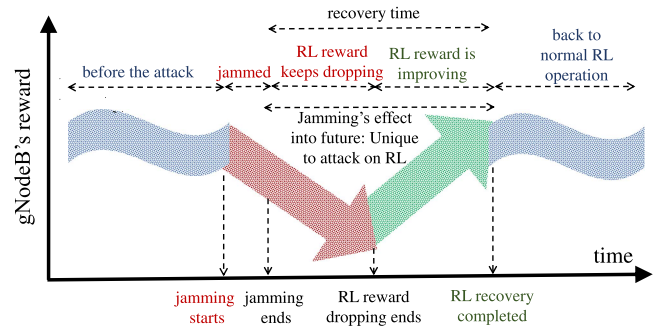 recovery time
before the attack
jammed
RL reward
keeps dropping
RL reward is
improving
back to
normal RL
operation
Jamming's effect
into future: Unique
to attack on RL
gNodeB's reward
time
jamming
starts
jamming
ends
RL reward
dropping ends
RL recovery
completed